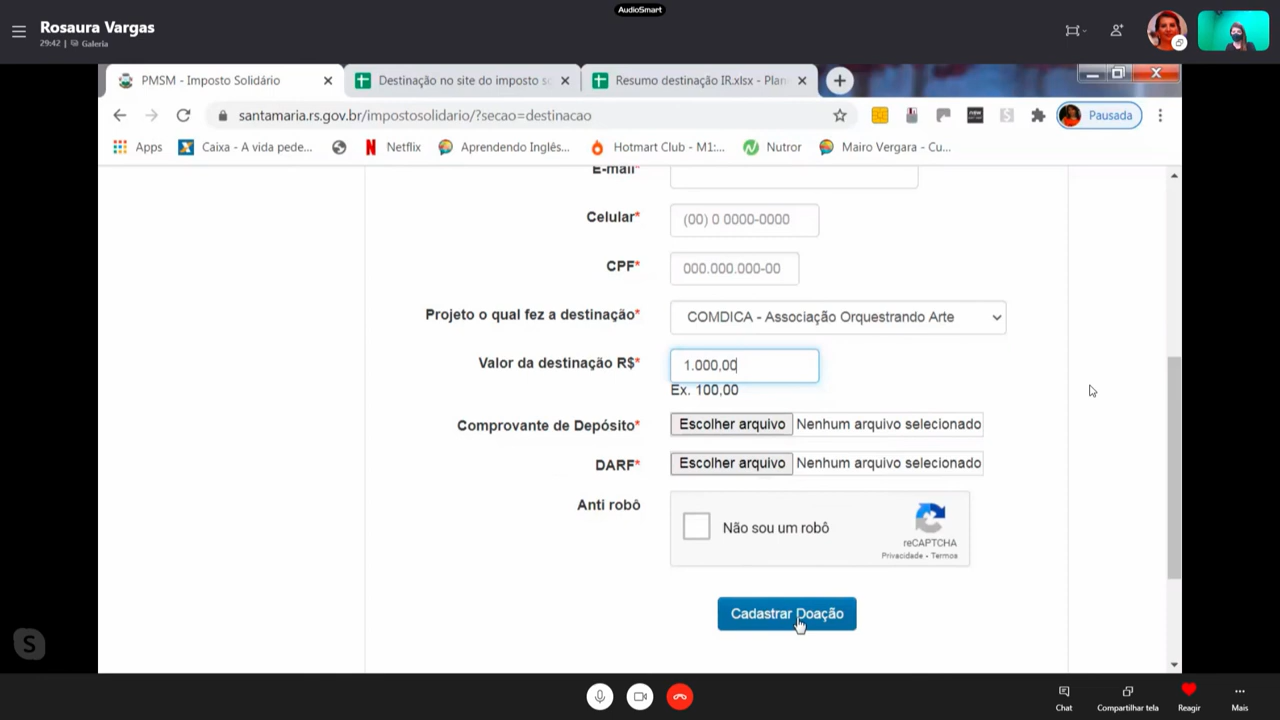 AudioSmart
Rosaura Vargas
29:42 | Galeria
PMSM - Imposto Solidário
Destinação no site do imposto so
Resumo destinação IR.xlsx - Plan
santamaria.rs.gov.br/impostosolidario/?secao=destinacao
Pausada
Apps
Caixa - A vida pede...
Netflix
Aprendendo Inglês...
Hotmart Club - M1:...
Nutror
Mairo Vergara - Cu...
E-mail*
Celular*
(00) 0 0000-0000
CPF*
000.000.000-00
Projeto o qual fez a destinação*
COMDICA - Associação Orquestrando Arte
Valor da destinação R$*
1.000,00
Ex. 100,00
Comprovante de Depósito*
Escolher arquivo Nenhum arquivo selecionado
DARF*
Escolher arquivo Nenhum arquivo selecionado
Anti robô
Não sou um robô
reCAPTCHA
Privacidade • Termos
Cadastrar Doação
Chat
Compartilhar tela
Reagir
Mais